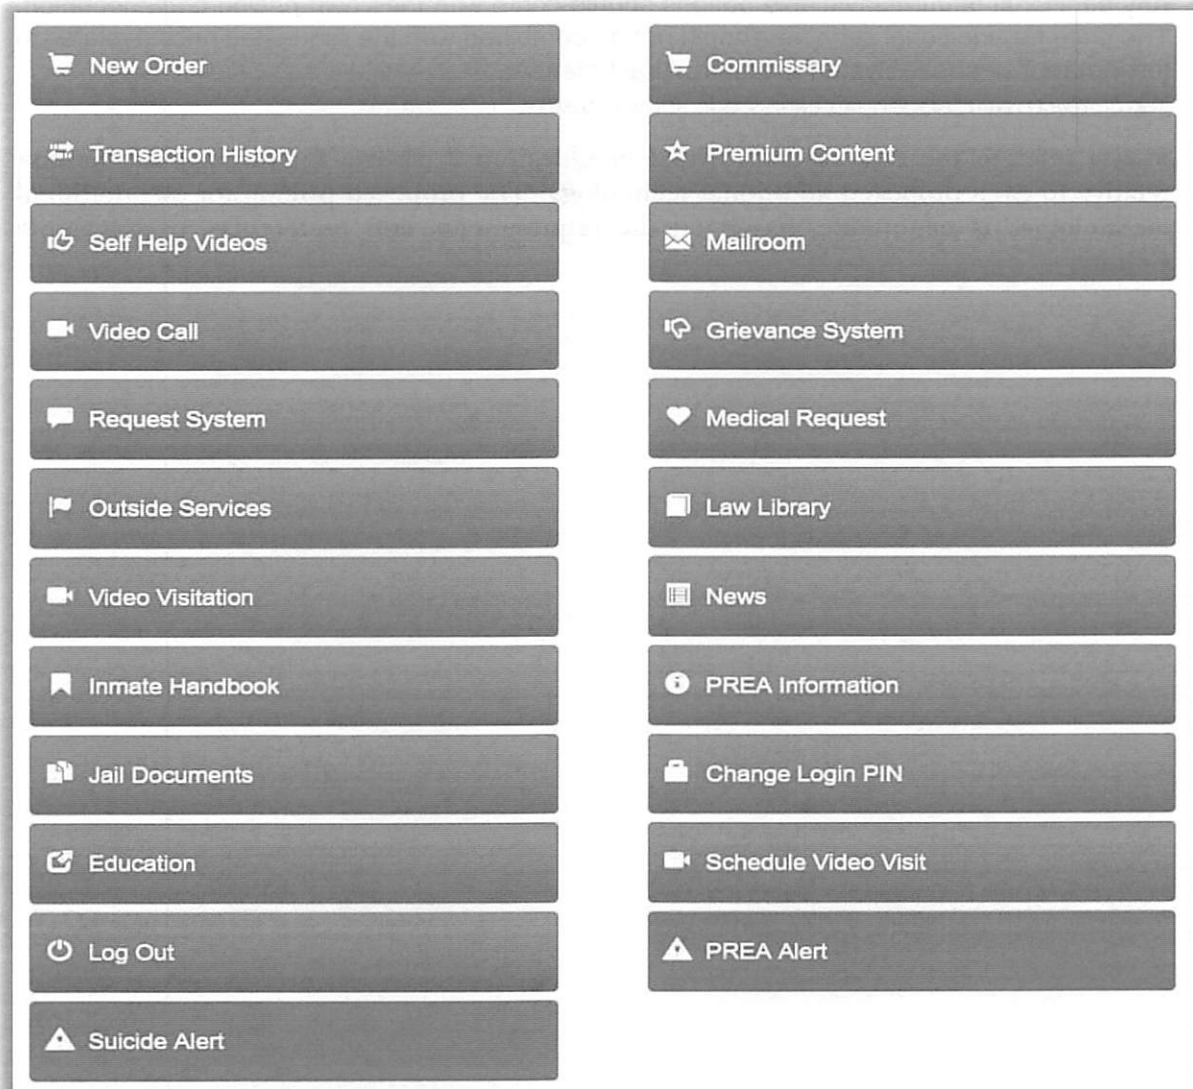 New Order
Commissary
Transaction History
Premium Content
Self Help Videos
Mailroom
Video Call
Grievance System
Request System
Medical Request
Outside Services
Law Library
Video Visitation
News
Inmate Handbook
PREA Information
Jail Documents
Change Login PIN
Education
Schedule Video Visit
Log Out
PREA Alert
Suicide Alert